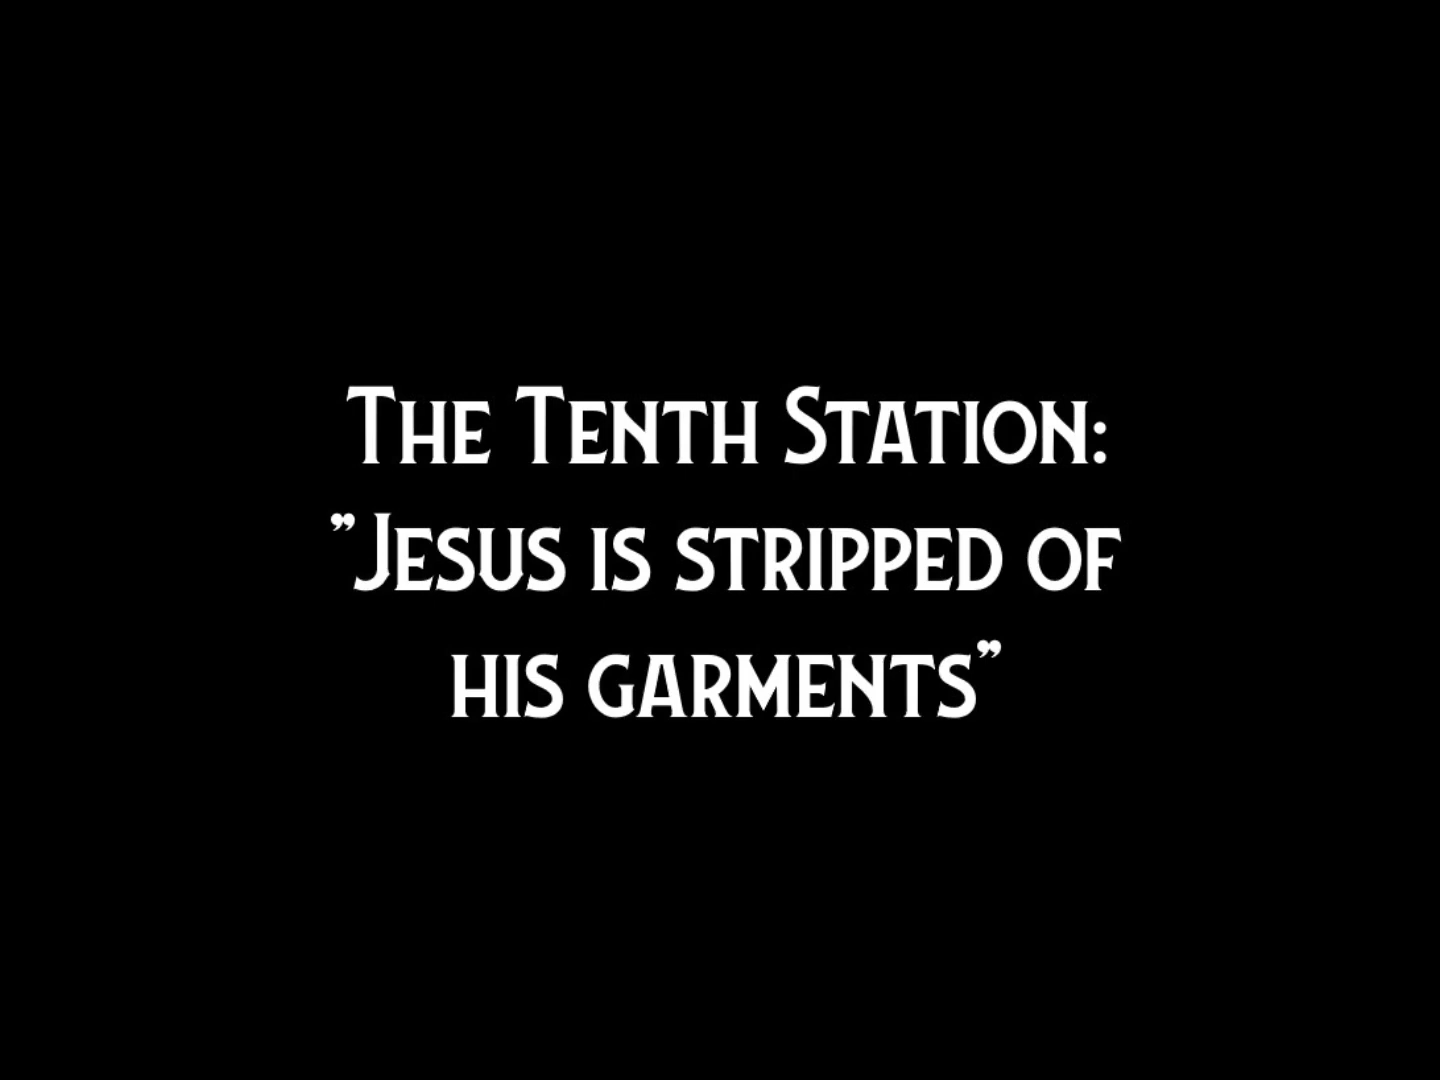 The Tenth Station:
”Jesus is stripped of
his garments”